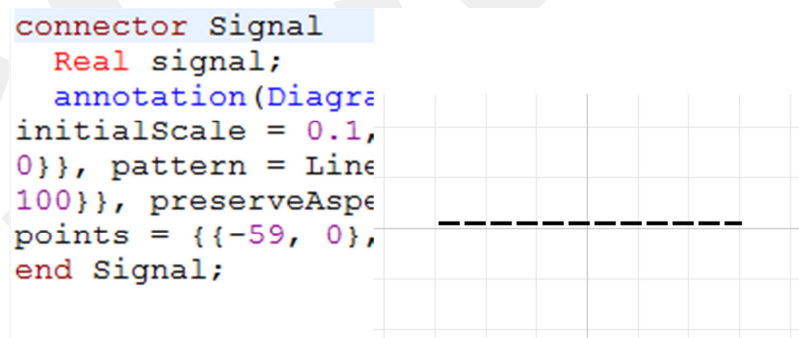 connector Signal
Real signal;
annotation(Diagra
initialScale = 0.1,
0}}, pattern = Line
100}}, preserveAspe
points = {{-59, 0},
end Signal;